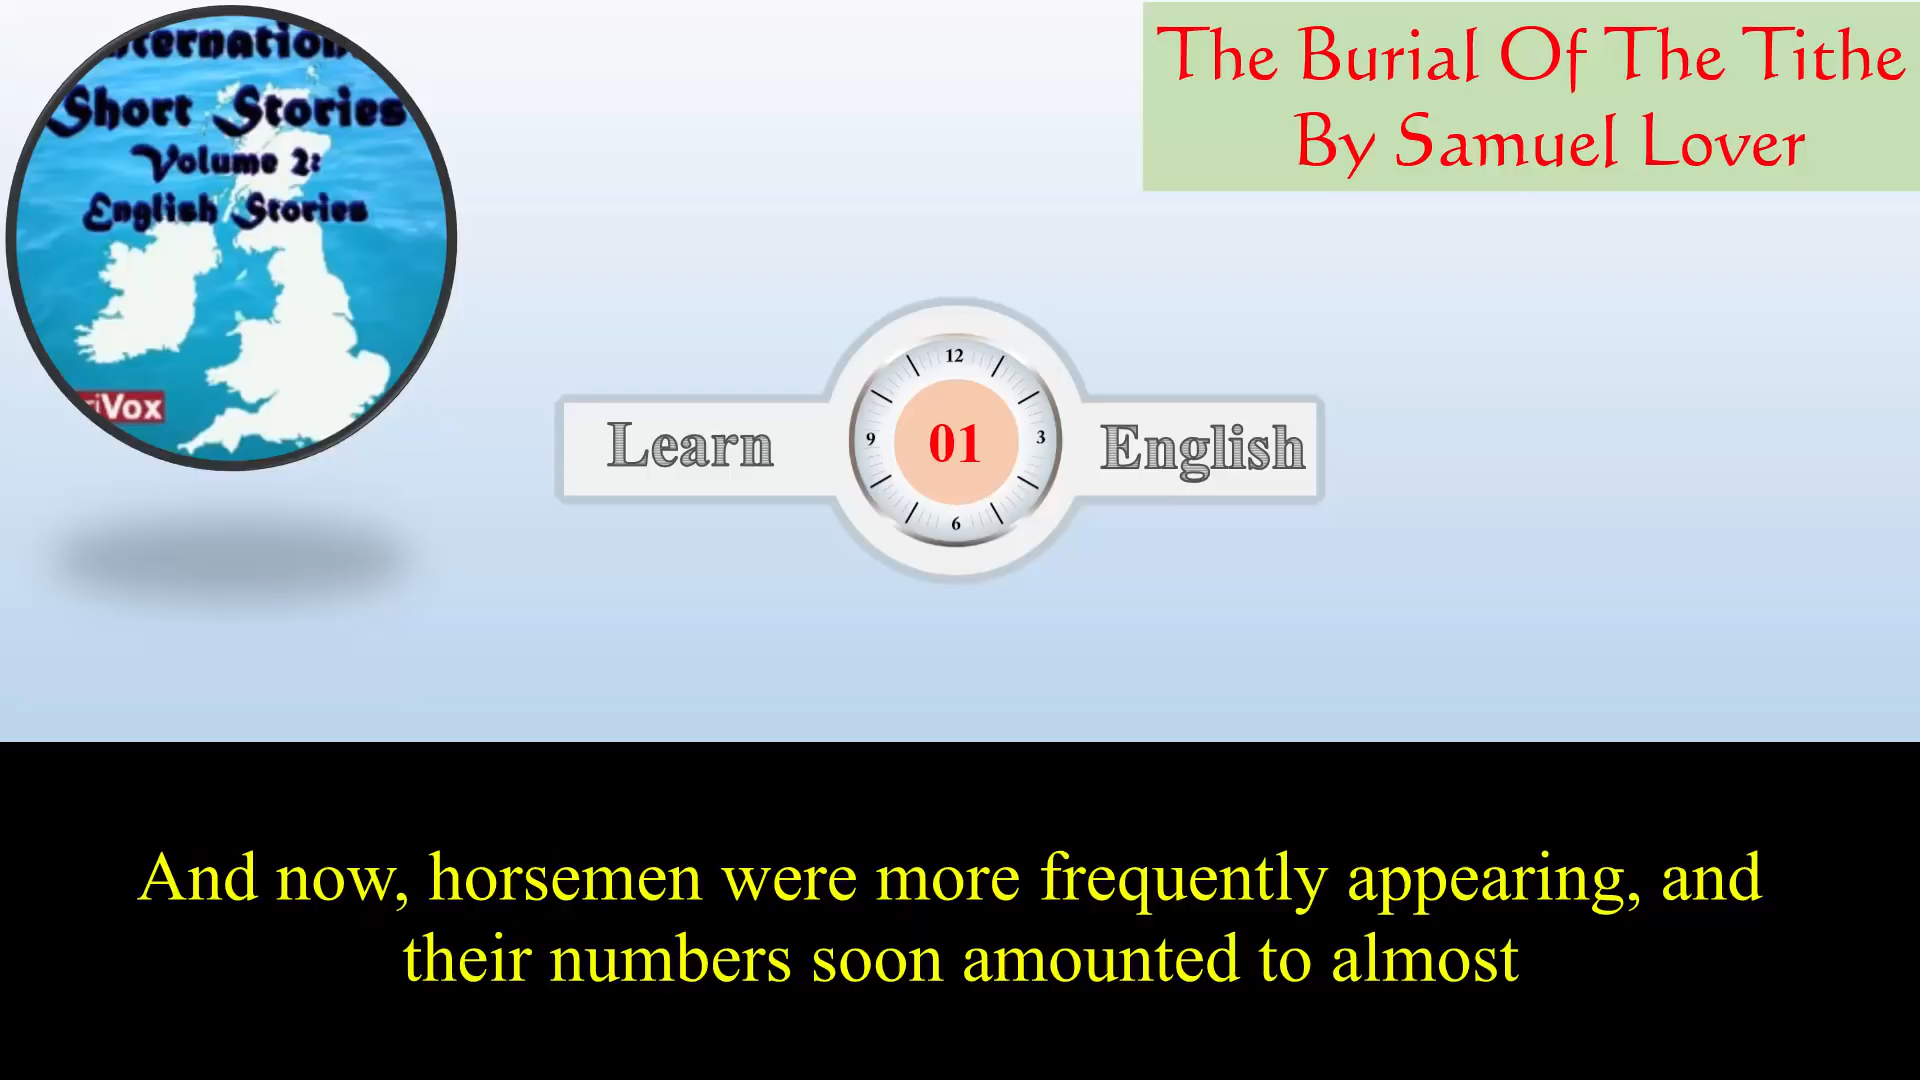 Short Stories
Volume 2:
English Stories
The Burial Of The Tithe
By Samuel Lover
12
9
3
6
Learn
01
English
And now, horsemen were more frequently appearing, and
their numbers soon amounted to almost